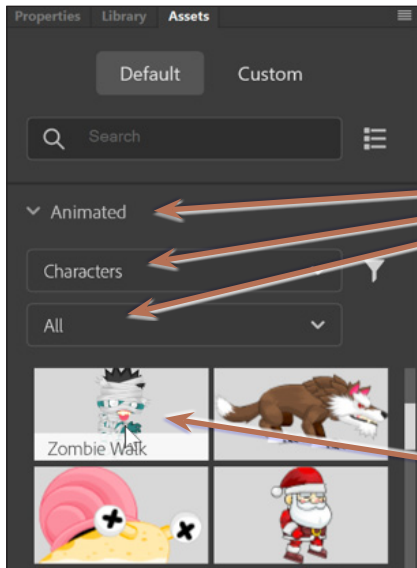 Properties Library Assets
Default Custom
Search
Animated
Characters
All
Zombie Walk